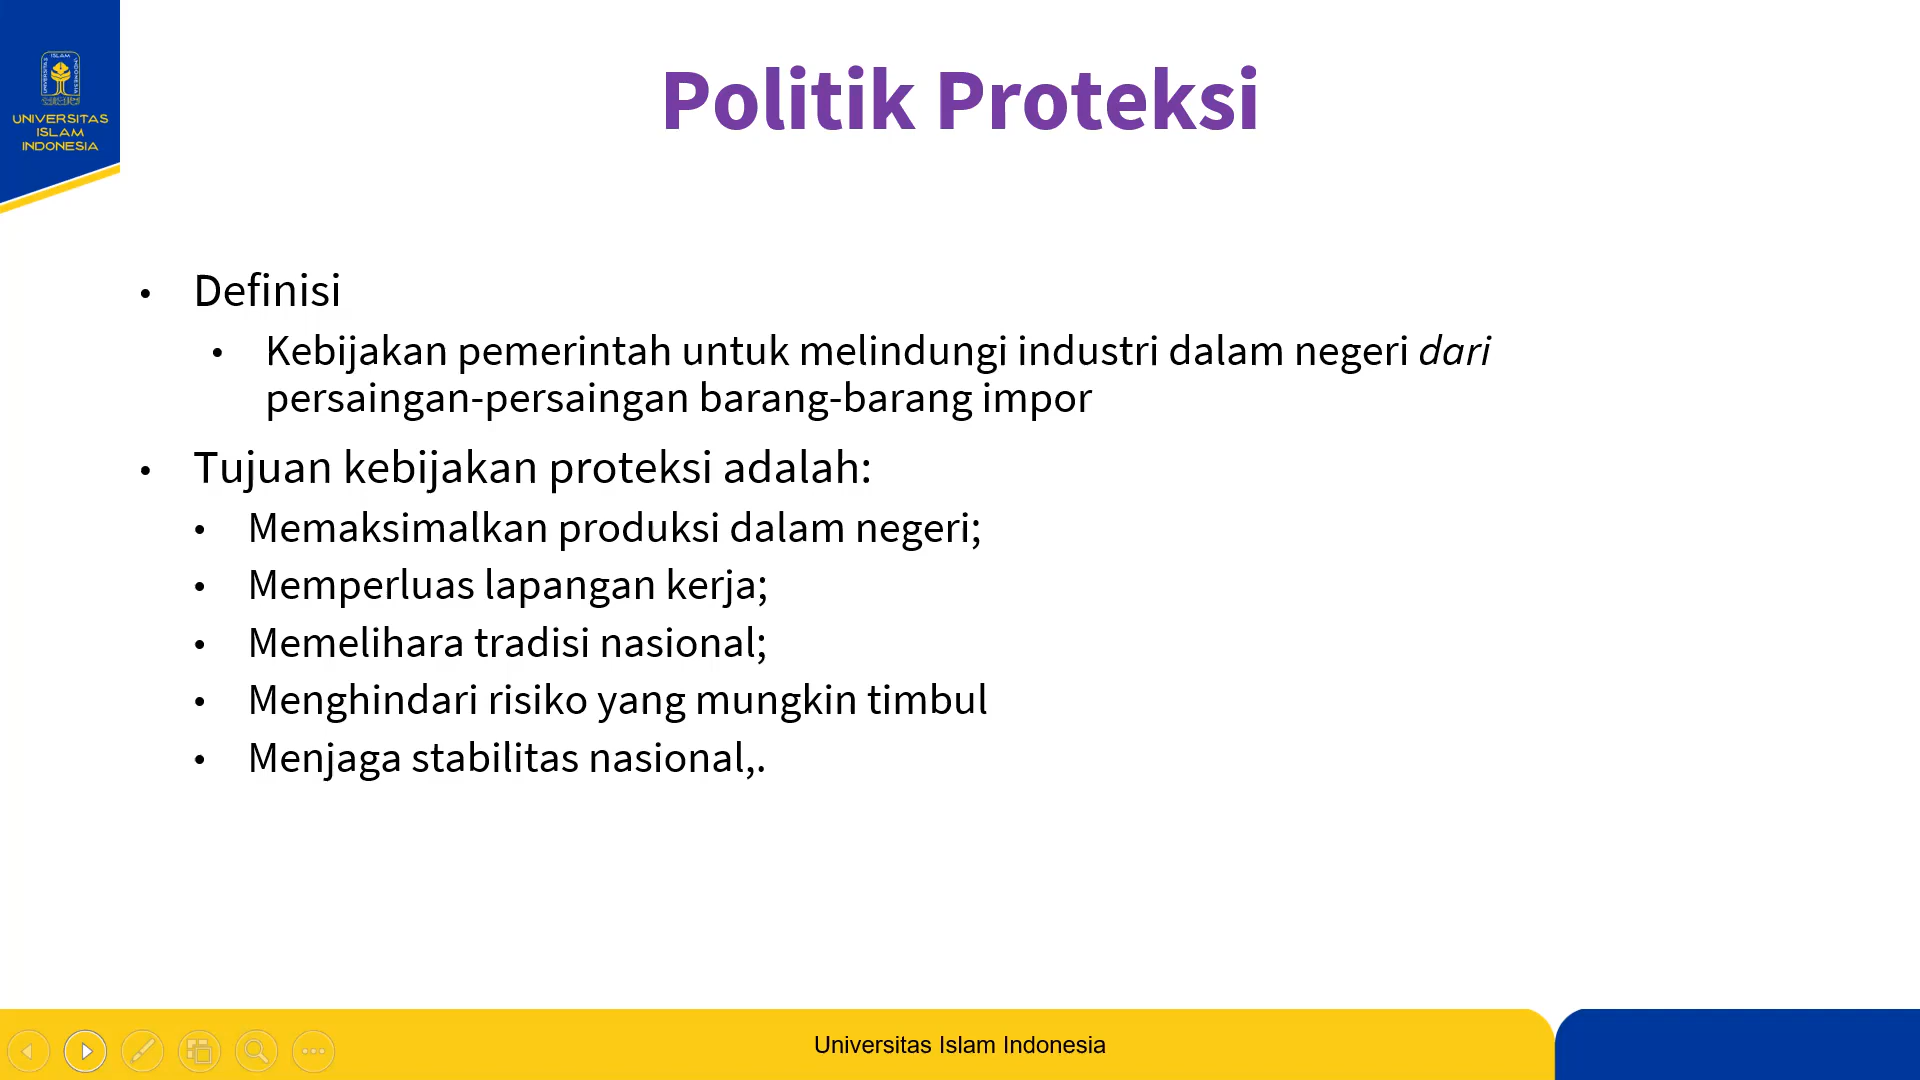 UNIVERSITAS
ISLAM
INDONESIA
Politik Proteksi
• Definisi
• Kebijakan pemerintah untuk melindungi industri dalam negeri dari
persaingan-persaingan barang-barang impor
• Tujuan kebijakan proteksi adalah:
• Memaksimalkan produksi dalam negeri;
• Memperluas lapangan kerja;
• Memelihara tradisi nasional;
• Menghindari risiko yang mungkin timbul
• Menjaga stabilitas nasional,.
Universitas Islam Indonesia